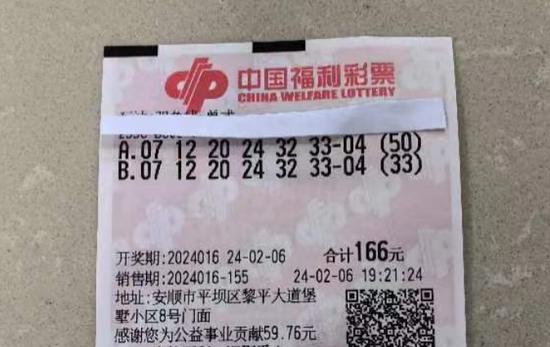 中国福利彩票
CHINA WELFARE LOTTERY
A.07 12 20 24 32 33-04 (50)
B.07 12 20 24 32 33-04 (33)
开奖期:2024016 24-02-06 合计166元
销售期:2024016-155 24-02-06 19:21:24
地址:安顺市平坝区黎平大道堡
墅小区8号门面
感谢您为公益事业贡献59.76元